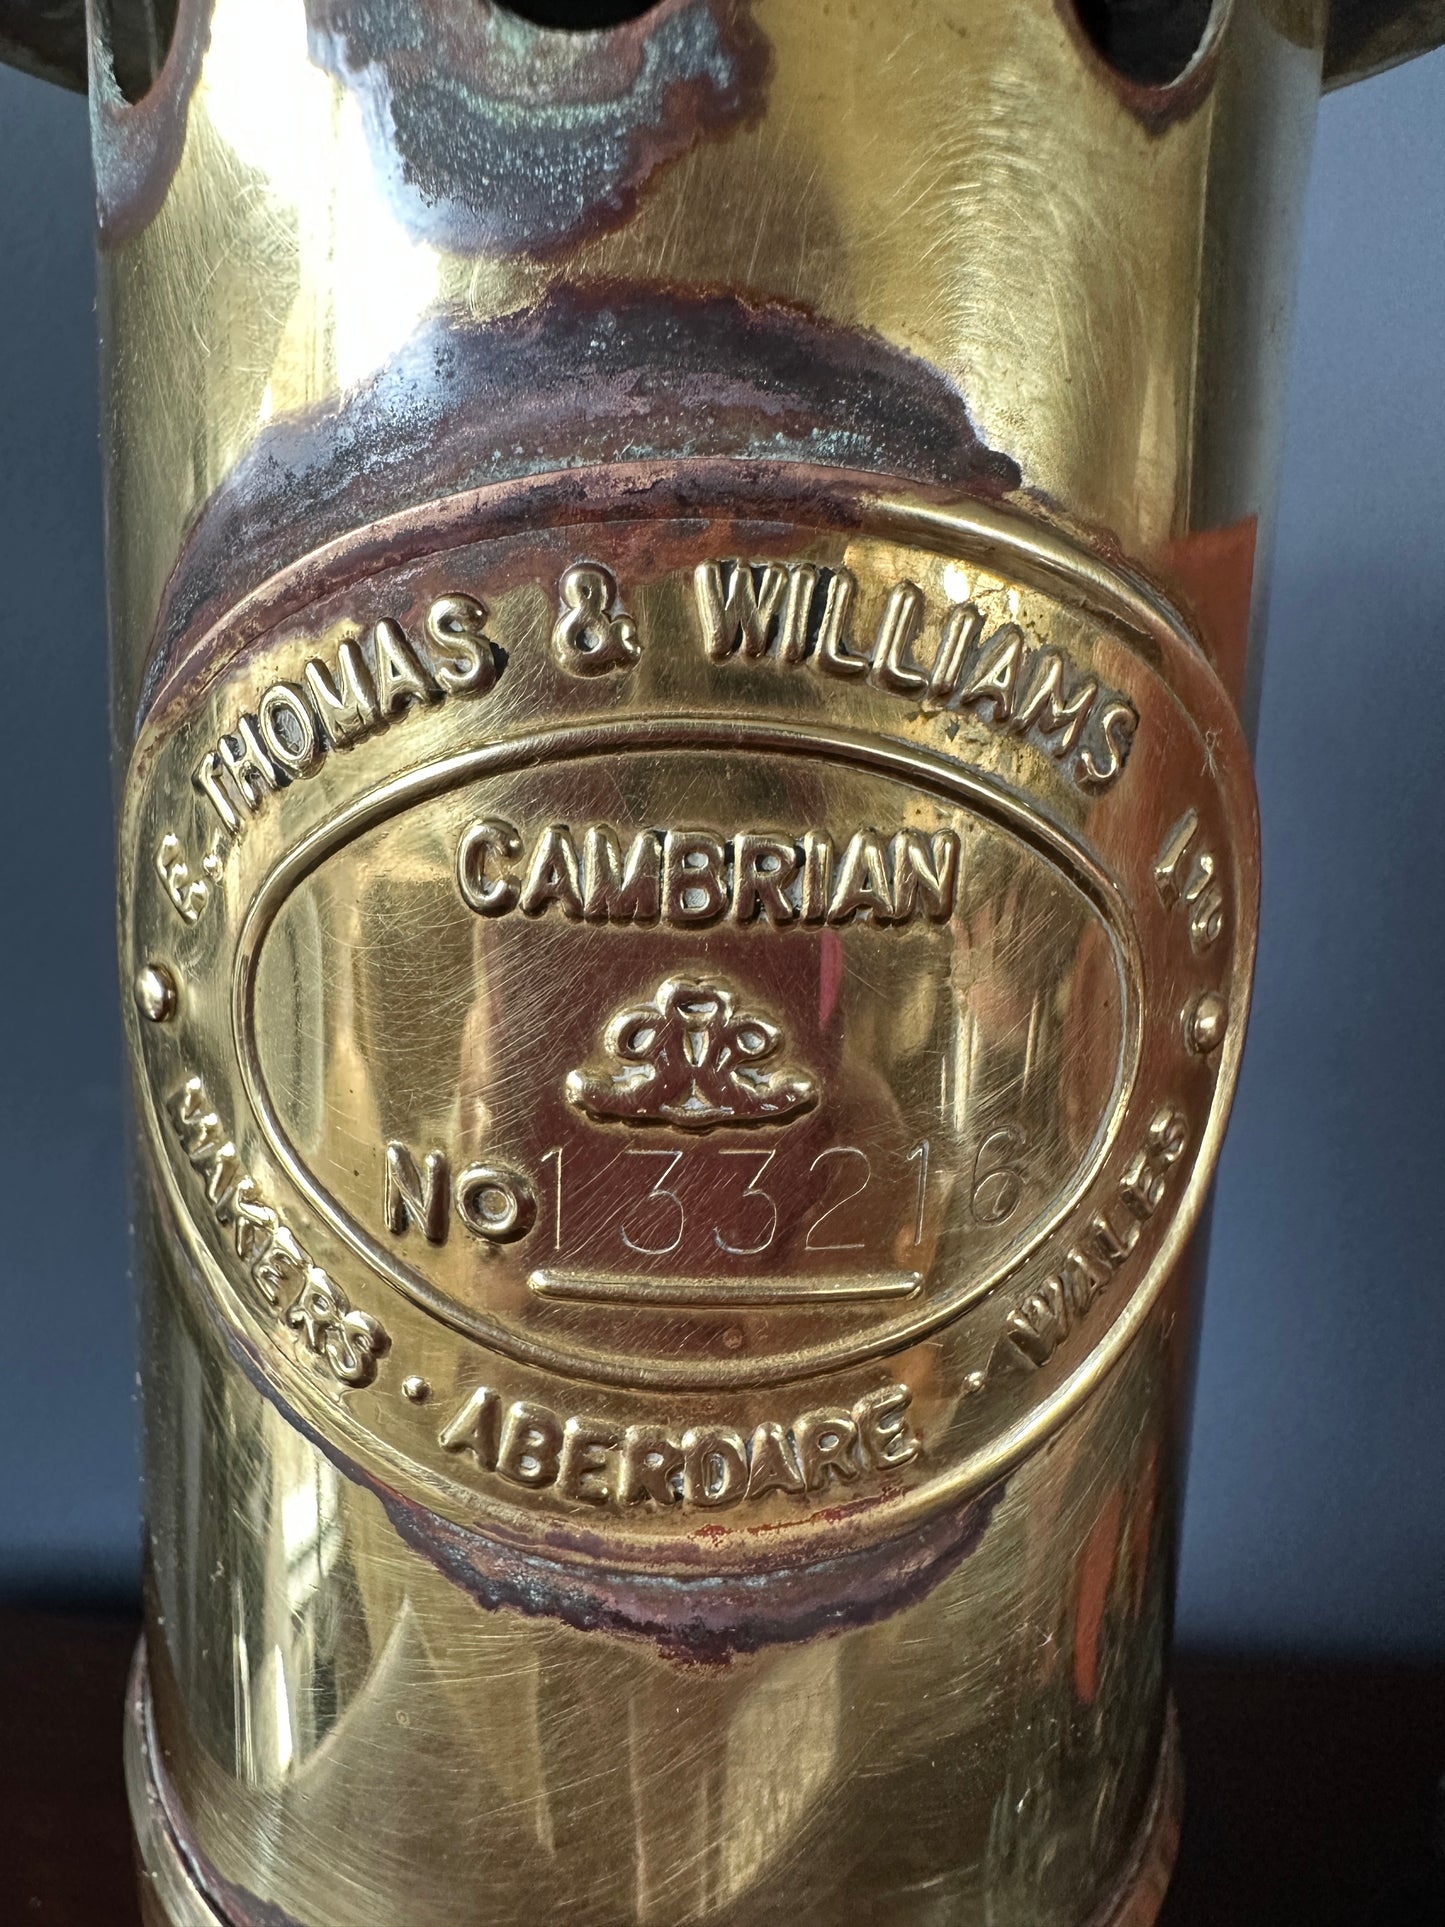 E. THOMAS & WILLIAMS LTD
CAMBRIAN
No 133216
MAKERS · ABERDARE · WALES